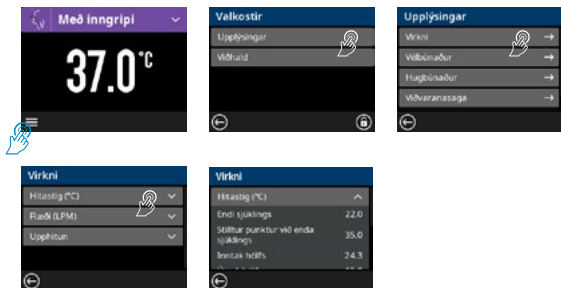 Með inngripi
37.0°C
Valkostir
Upplýsingar
Viðhald
Upplýsingar
Virkni
Vélbúnaður
Hugbúnaður
Viðvaranasaga
Virkni
Hitastig (°C)
Flæði (LPM)
Upphitun
Virkni
Hitastig (°C)
Endi sjúklings 22.0
Stilltur punktur við enda
sjúklings 35.0
Inntak hólfs 24.3